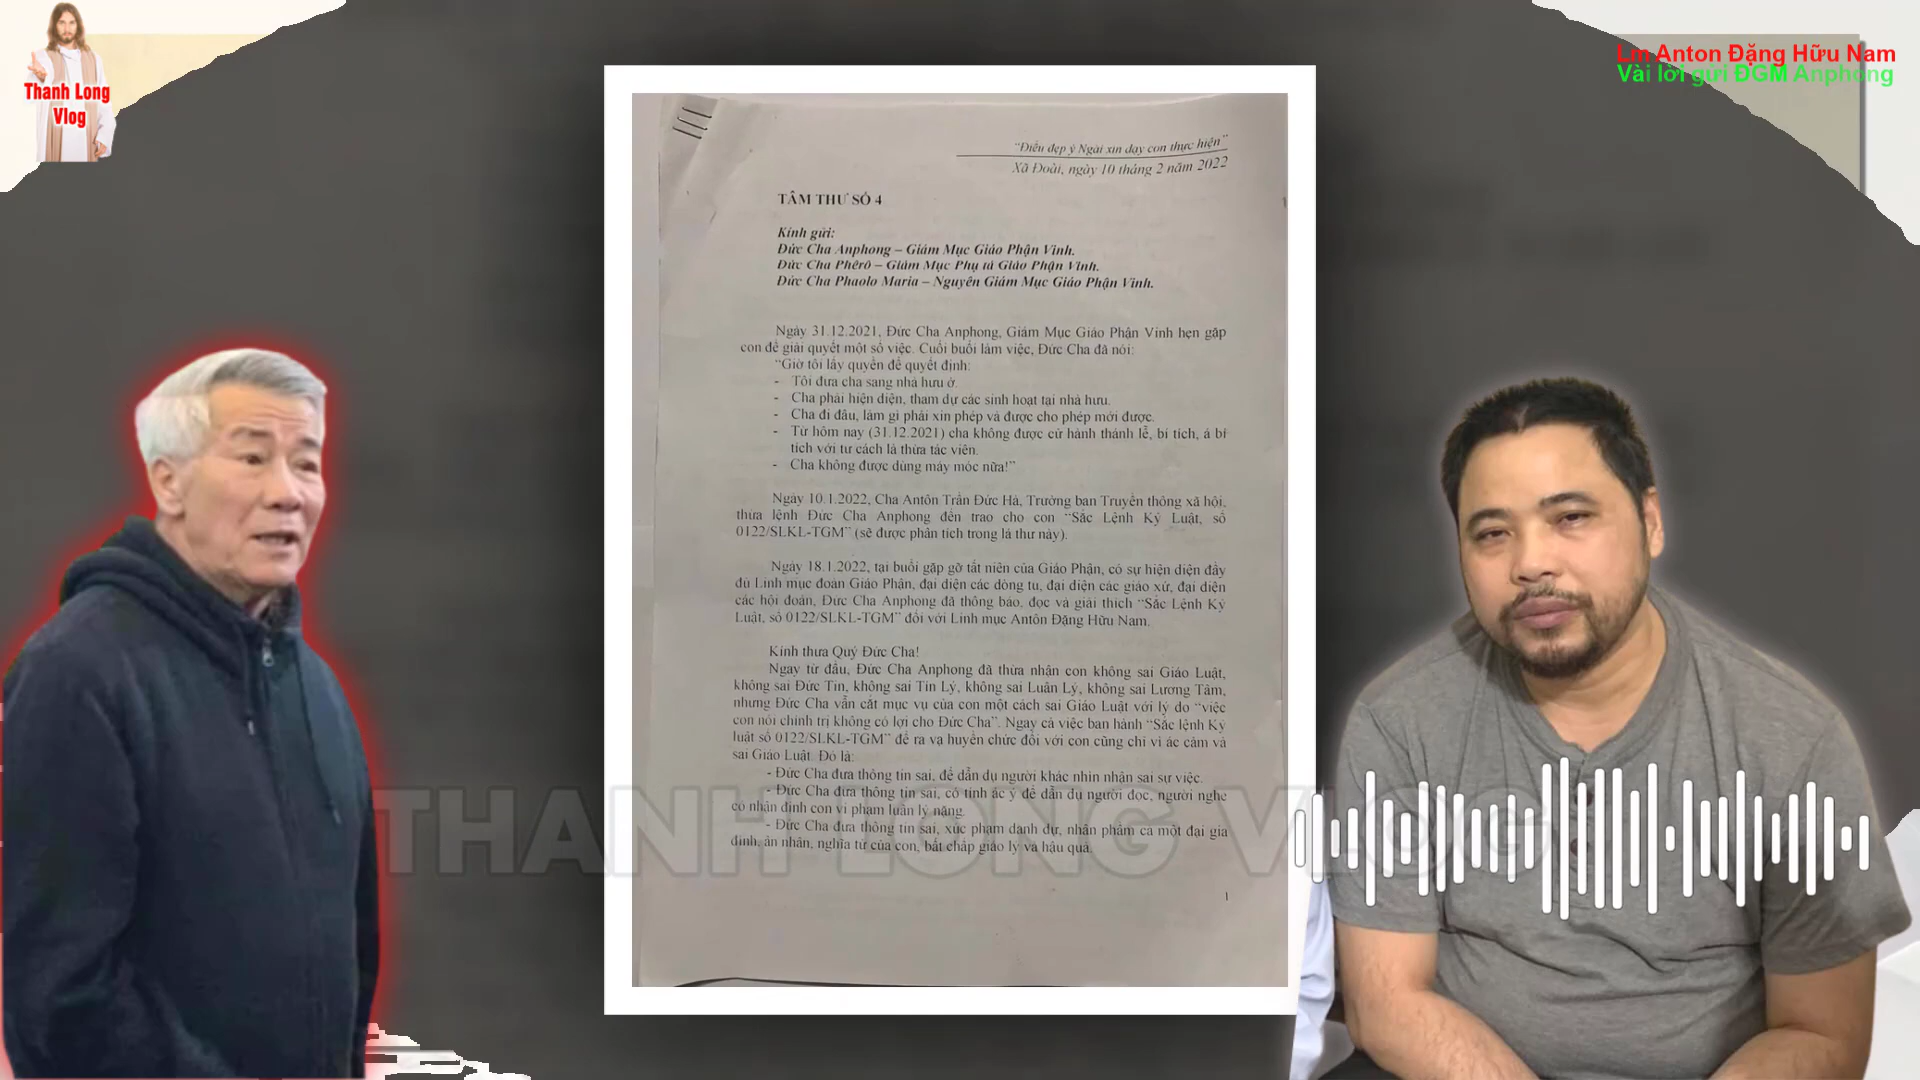 Thanh Long
Vlog
Lm Anton Đặng Hữu Nam
Vài lời gửi ĐGM Anphong
“Điều đẹp ý Ngài xin dạy con thực hiện”
Xã Đoài, ngày 10 tháng 2 năm 2022
TÂM THƯ SỐ 4
Kính gửi:
Đức Cha Anphong – Giám Mục Giáo Phận Vinh.
Đức Cha Phêrô – Giám Mục Phụ tá Giáo Phận Vinh.
Đức Cha Phaolo Maria – Nguyên Giám Mục Giáo Phận Vinh.
Ngày 31.12.2021, Đức Cha Anphong, Giám Mục Giáo Phận Vinh hẹn gặp
con để giải quyết một số việc. Cuối buổi làm việc, Đức Cha đã nói:
“Giờ tôi lấy quyền để quyết định:
- Tôi đưa cha sang nhà hưu ở.
- Cha phải hiện diện, tham dự các sinh hoạt tại nhà hưu.
- Cha đi đâu, làm gì phải xin phép và được cho phép mới được.
- Từ hôm nay (31.12.2021) cha không được cử hành thánh lễ, bí tích, á bí
tích với tư cách là thừa tác viên.
- Cha không được dùng máy móc nữa!”
Ngày 10.1.2022, Cha Antôn Trần Đức Hà, Trưởng ban Truyền thông xã hội,
thừa lệnh Đức Cha Anphong đến trao cho con “Sắc Lệnh Kỷ Luật, số
0122/SLKL-TGM” (sẽ được phân tích trong lá thư này).
Ngày 18.1.2022, tại buổi gặp gỡ tất niên của Giáo Phận, có sự hiện diện đầy
đủ Linh mục đoàn Giáo Phận, đại diện các dòng tu, đại diện các giáo xứ, đại diện
các hội đoàn, Đức Cha Anphong đã thông báo, đọc và giải thích “Sắc Lệnh Kỷ
Luật, số 0122/SLKL-TGM” đối với Linh mục Antôn Đặng Hữu Nam.
Kính thưa Quý Đức Cha!
Ngay từ đầu, Đức Cha Anphong đã thừa nhận con không sai Giáo Luật,
không sai Đức Tin, không sai Tín Lý, không sai Luân Lý, không sai Lương Tâm,
nhưng Đức Cha vẫn cắt mục vụ của con một cách sai Giáo Luật với lý do “việc
con nói chính trị không có lợi cho Đức Cha”. Ngay cả việc ban hành “Sắc lệnh Kỷ
luật số 0122/SLKL-TGM” để ra vạ huyền chức đối với con cũng chỉ vì ác cảm và
sai Giáo Luật. Đó là:
- Đức Cha đưa thông tin sai, để dẫn dụ người khác nhìn nhận sai sự việc.
- Đức Cha đưa thông tin sai, có tính ác ý để dẫn dụ người đọc, người nghe
có nhận định con vi phạm luân lý nặng.
- Đức Cha đưa thông tin sai, xúc phạm danh dự, nhân phẩm cả một đại gia
đình, ân nhân, nghĩa tử của con, bất chấp giáo lý và hậu quả.
THANH LONG VLOG
1